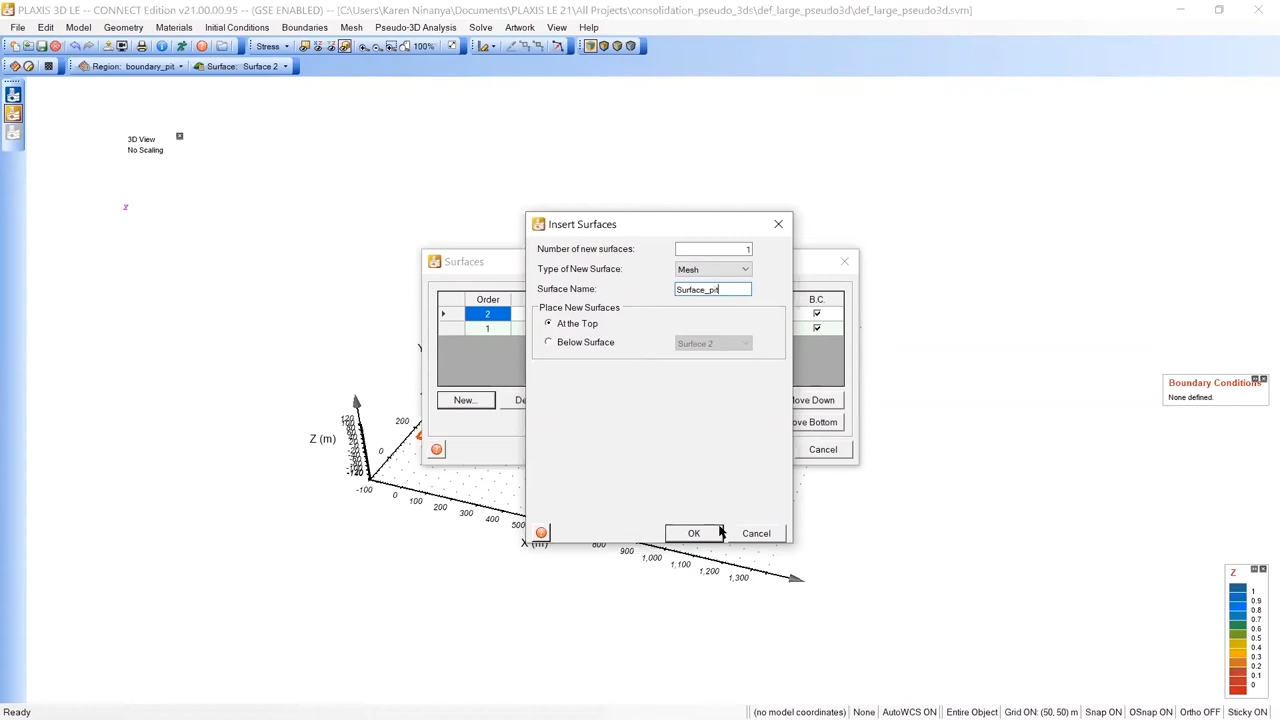 PLAXIS 3D LE -- CONNECT Edition v21.00.00.95 -- (GSE ENABLED) -- [C:\Users\Karen Ninanya\Documents\PLAXIS LE 21\All Projects\consolidation_pseudo_3ds\def_large_pseudo3d\def_large_pseudo3d.svm]
File Edit Model Geometry Materials Initial Conditions Boundaries Mesh Pseudo-3D Analysis Solve Artwork View Help
Stress 100%
Region: boundary_pit Surface: Surface 2
3D View
No Scaling
x
Insert Surfaces
Number of new surfaces: 1
Type of New Surface: Mesh
Surface Name: Surface_pit
Place New Surfaces
At the Top
Below Surface Surface 2
OK Cancel
Surfaces
Order B.C.
2
1
New... De ove Down
ove Bottom
Cancel
Z (m)
Y
200
0
-100 0 100 200 300 400 500
X (m)
800 900 1,000 1,100 1,200 1,300
Boundary Conditions
None defined.
Z
1
0.9
0.8
0.7
0.6
0.5
0.4
0.3
0.2
0.1
0
Ready (no model coordinates) None AutoWCS ON Entire Object Grid ON: (50, 50) m Snap ON OSnap ON Ortho OFF Sticky ON